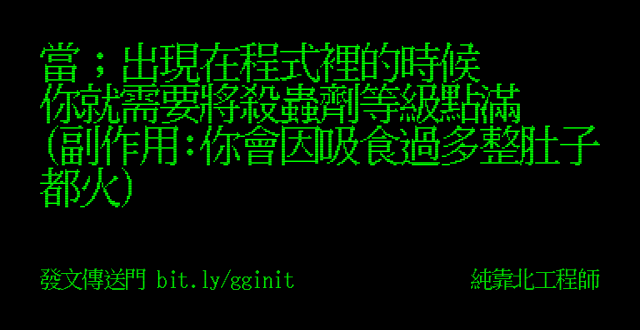 當；出現在程式裡的時候
你就需要將殺蟲劑等級點滿
(副作用:你會因吸食過多整肚子
都火)
發文傳送門 bit.ly/gginit
純靠北工程師